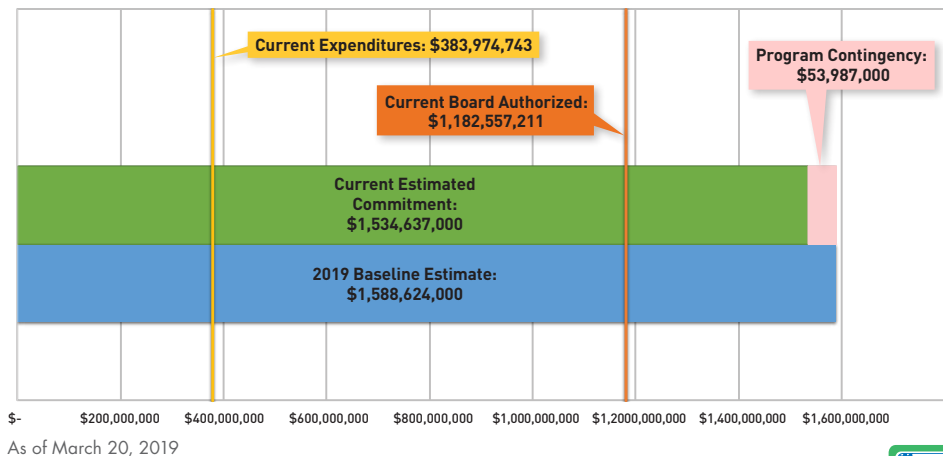 Current Expenditures: $383,974,743
Program Contingency:
$53,987,000
Current Board Authorized:
$1,182,557,211
Current Estimated
Commitment:
$1,534,637,000
2019 Baseline Estimate:
$1,588,624,000
$- $200,000,000 $400,000,000 $600,000,000 $800,000,000 $1,000,000,000 $1,2000,000,000 $1,400,000,000 $1,600,000,000
As of March 20, 2019